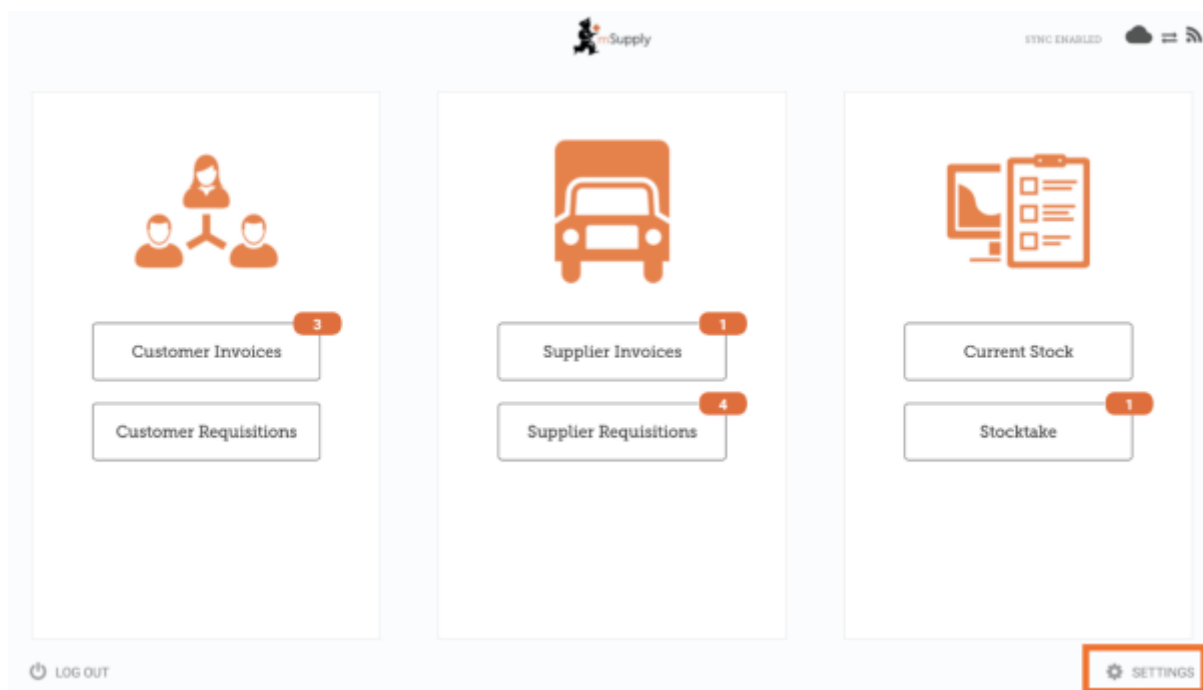 mSupply
SYNC ENABLED
3
Customer Invoices
Customer Requisitions
1
Supplier Invoices
4
Supplier Requisitions
Current Stock
1
Stocktake
LOG OUT
SETTINGS